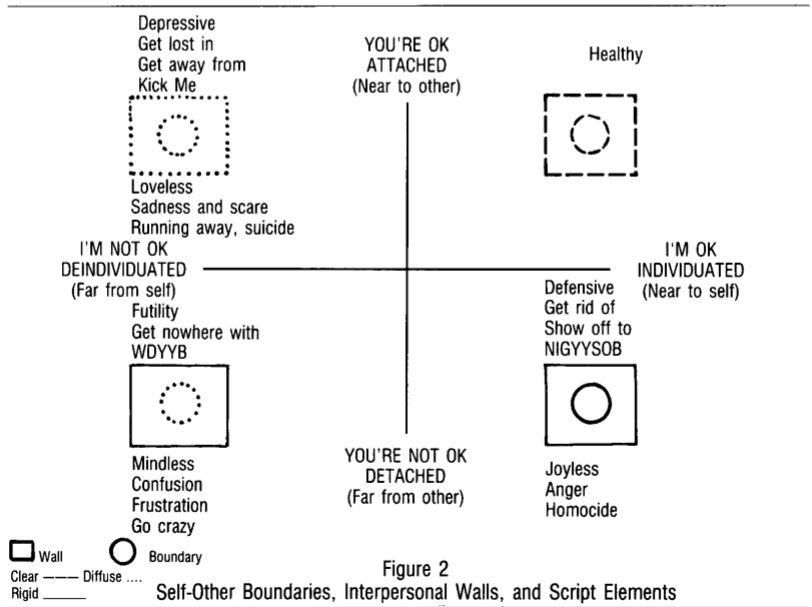 Depressive
Get lost in
Get away from
Kick Me
YOU'RE OK
ATTACHED
(Near to other)
Healthy
Loveless
Sadness and scare
Running away, suicide
I'M NOT OK
DEINDIVIDUATED
(Far from self)
I'M OK
INDIVIDUATED
(Near to self)
Futility
Get nowhere with
WDYYB
Defensive
Get rid of
Show off to
NIGYYSOB
Mindless
Confusion
Frustration
Go crazy
YOU'RE NOT OK
DETACHED
(Far from other)
Joyless
Anger
Homocide
Wall Boundary
Clear ––– Diffuse ....
Rigid _____
Figure 2
Self-Other Boundaries, Interpersonal Walls, and Script Elements